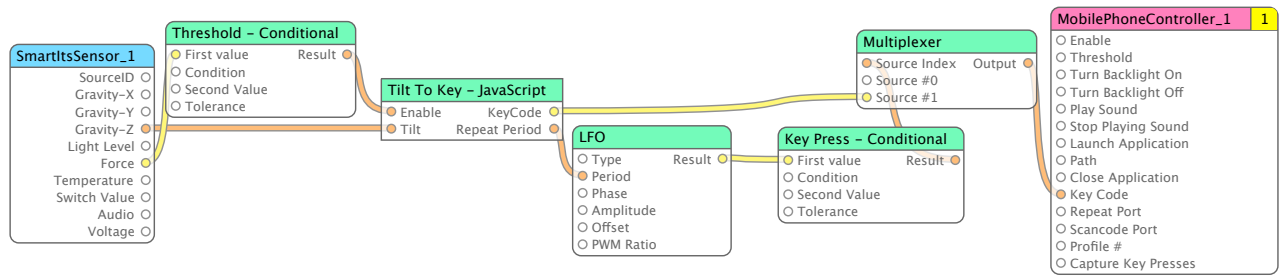 SmartItsSensor_1
SourceID
Gravity-X
Gravity-Y
Gravity-Z
Light Level
Force
Temperature
Switch Value
Audio
Voltage
Threshold - Conditional
First value Result
Condition
Second Value
Tolerance
Tilt To Key - JavaScript
Enable KeyCode
Tilt Repeat Period
LFO
Type Result
Period
Phase
Amplitude
Offset
PWM Ratio
Key Press - Conditional
First value Result
Condition
Second Value
Tolerance
Multiplexer
Source Index Output
Source #0
Source #1
MobilePhoneController_1 1
Enable
Threshold
Turn Backlight On
Turn Backlight Off
Play Sound
Stop Playing Sound
Launch Application
Path
Close Application
Key Code
Repeat Port
Scancode Port
Profile #
Capture Key Presses